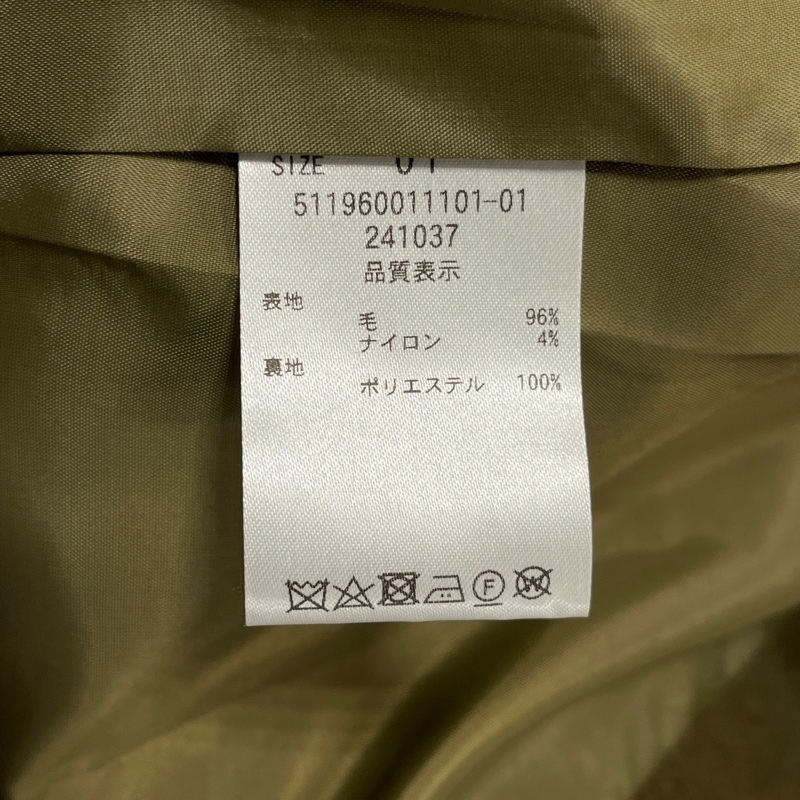 SIZE 01
511960011101-01
241037
品質表示
表地
毛 96%
ナイロン 4%
裏地
ポリエステル 100%
F W